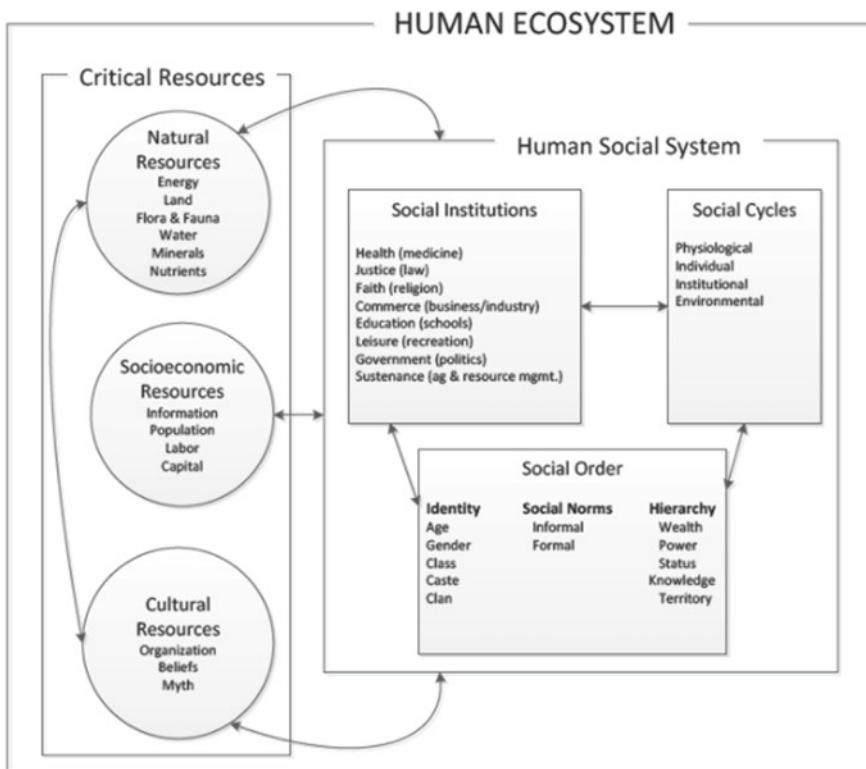 HUMAN ECOSYSTEM
Critical Resources
Natural
Resources
Energy
Land
Flora & Fauna
Water
Minerals
Nutrients
Socioeconomic
Resources
Information
Population
Labor
Capital
Cultural
Resources
Organization
Beliefs
Myth
Human Social System
Social Institutions
Health (medicine)
Justice (law)
Faith (religion)
Commerce (business/industry)
Education (schools)
Leisure (recreation)
Government (politics)
Sustenance (ag & resource mgmt.)
Social Cycles
Physiological
Individual
Institutional
Environmental
Social Order
Identity
Age
Gender
Class
Caste
Clan
Social Norms
Informal
Formal
Hierarchy
Wealth
Power
Status
Knowledge
Territory